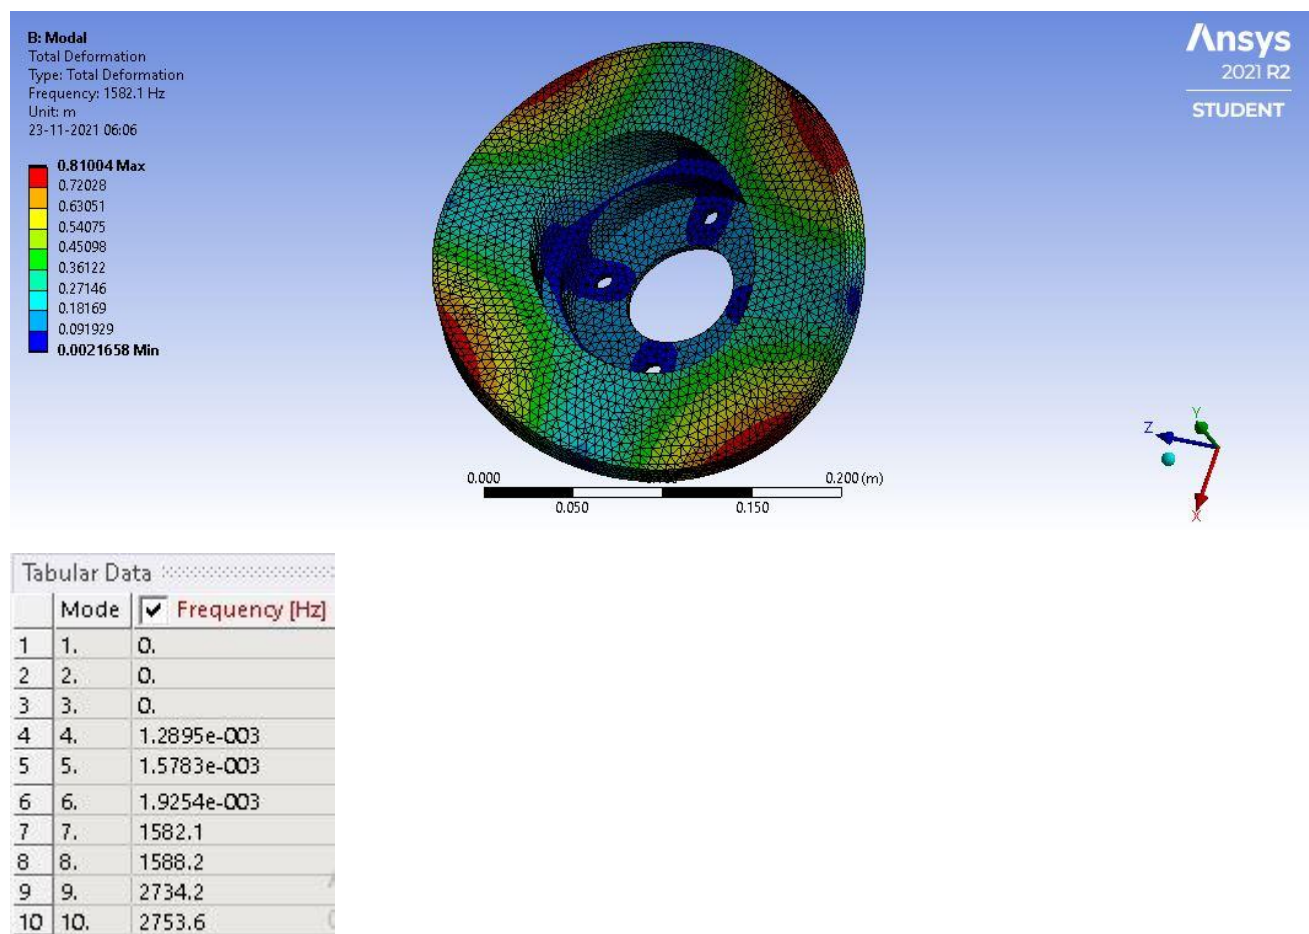 B: Modal
Total Deformation
Type: Total Deformation
Frequency: 1582.1 Hz
Unit: m
23-11-2021 06:06
0.81004 Max
0.72028
0.63051
0.54075
0.45098
0.36122
0.27146
0.18169
0.091929
0.0021658 Min
Ansys
2021 R2
STUDENT
0.000 0.200 (m)
0.050 0.150
Y
Z
X
Tabular Data
Mode Frequency [Hz]
1 1. 0.
2 2. 0.
3 3. 0.
4 4. 1.2895e-003
5 5. 1.5783e-003
6 6. 1.9254e-003
7 7. 1582.1
8 8. 1588.2
9 9. 2734.2
10 10. 2753.6